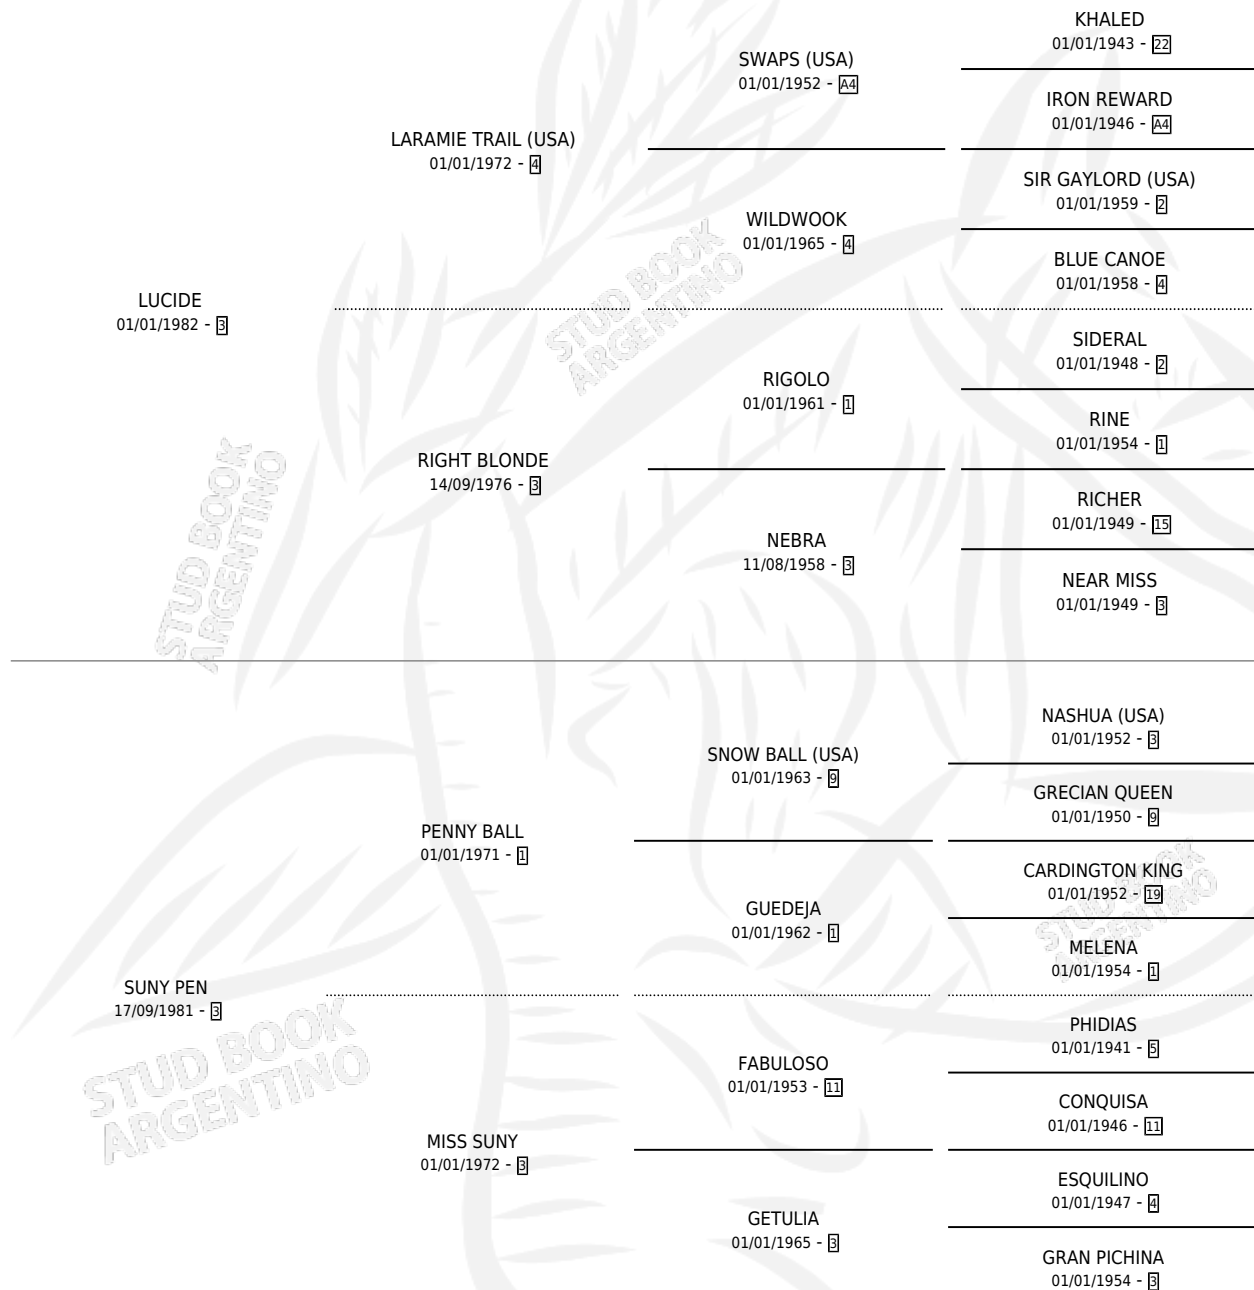 KHALED
01/01/1943 - 22
SWAPS (USA)
01/01/1952 - A4
IRON REWARD
01/01/1946 - A4
LARAMIE TRAIL (USA)
01/01/1972 - 4
SIR GAYLORD (USA)
01/01/1959 - 2
WILDWOOK
01/01/1965 - 4
BLUE CANOE
01/01/1958 - 4
LUCIDE
01/01/1982 - 3
SIDERAL
01/01/1948 - 2
RIGOLO
01/01/1961 - 1
RINE
01/01/1954 - 1
RIGHT BLONDE
14/09/1976 - 3
RICHER
01/01/1949 - 15
NEBRA
11/08/1958 - 3
NEAR MISS
01/01/1949 - 3
NASHUA (USA)
01/01/1952 - 3
SNOW BALL (USA)
01/01/1963 - 9
GRECIAN QUEEN
01/01/1950 - 9
PENNY BALL
01/01/1971 - 1
CARDINGTON KING
01/01/1952 - 19
GUEDEJA
01/01/1962 - 1
MELENA
01/01/1954 - 1
SUNY PEN
17/09/1981 - 3
PHIDIAS
01/01/1941 - 5
FABULOSO
01/01/1953 - 11
CONQUISA
01/01/1946 - 11
MISS SUNY
01/01/1972 - 3
ESQUILINO
01/01/1947 - 4
GETULIA
01/01/1965 - 3
GRAN PICHINA
01/01/1954 - 3
STUD BOOK
ARGENTINO
STUD BOOK
ARGENTINO
STUD BOOK
ARGENTINO
STUD BOOK
ARGENTINO